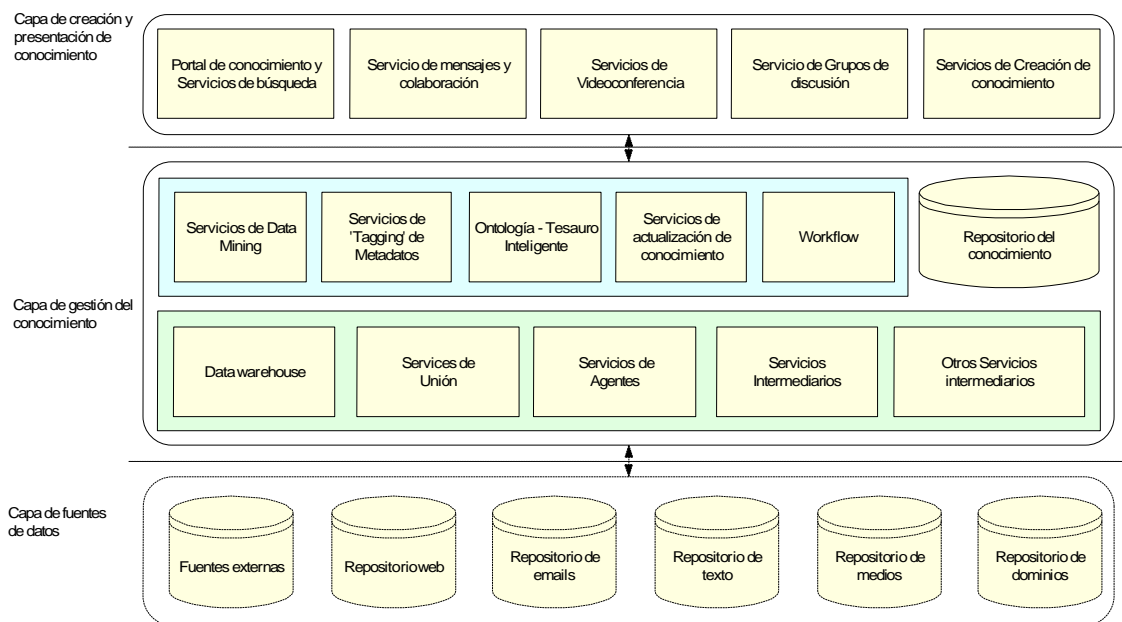 Capa de creación y
presentación de
conocimiento
Portal de conocimiento y
Servicios de búsqueda
Servicio de mensajes y
colaboración
Servicios de
Videoconferencia
Servicio de Grupos de
discusión
Servicios de Creación de
conocimiento
Capa de gestión del
conocimiento
Servicios de Data
Mining
Servicios de
'Tagging' de
Metadatos
Ontología - Tesauro
Inteligente
Servicios de
actualización de
conocimiento
Workflow
Repositorio del
conocimiento
Data warehouse
Services de
Unión
Servicios de
Agentes
Servicios
Intermediarios
Otros Servicios
intermediarios
Capa de fuentes
de datos
Fuentes externas
Repositorio web
Repositorio de
emails
Repositorio de
texto
Repositorio de
medios
Repositorio de
dominios